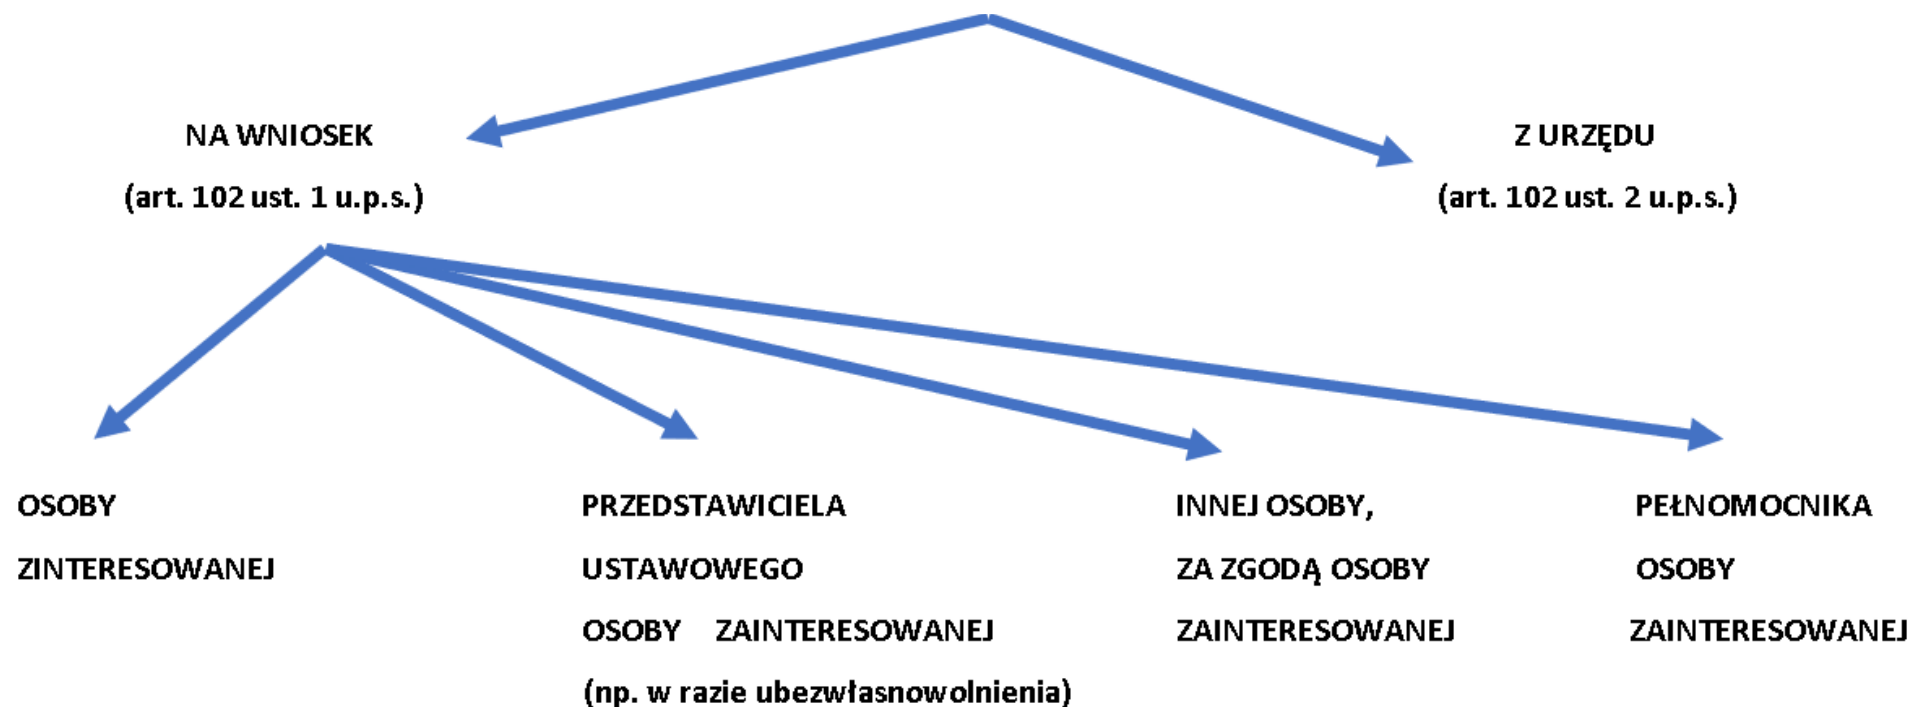 NA WNIOSEK
(art. 102 ust. 1 u.p.s.)
Z URZĘDU
(art. 102 ust. 2 u.p.s.)
OSOBY
ZINTERESOWANEJ
PRZEDSTAWICIELA
USTAWOWEGO
OSOBY ZAINTERESOWANEJ
(np. w razie ubezwłasnowolnienia)
INNEJ OSOBY,
ZA ZGODĄ OSOBY
ZAINTERESOWANEJ
PEŁNOMOCNIKA
OSOBY
ZAINTERESOWANEJ